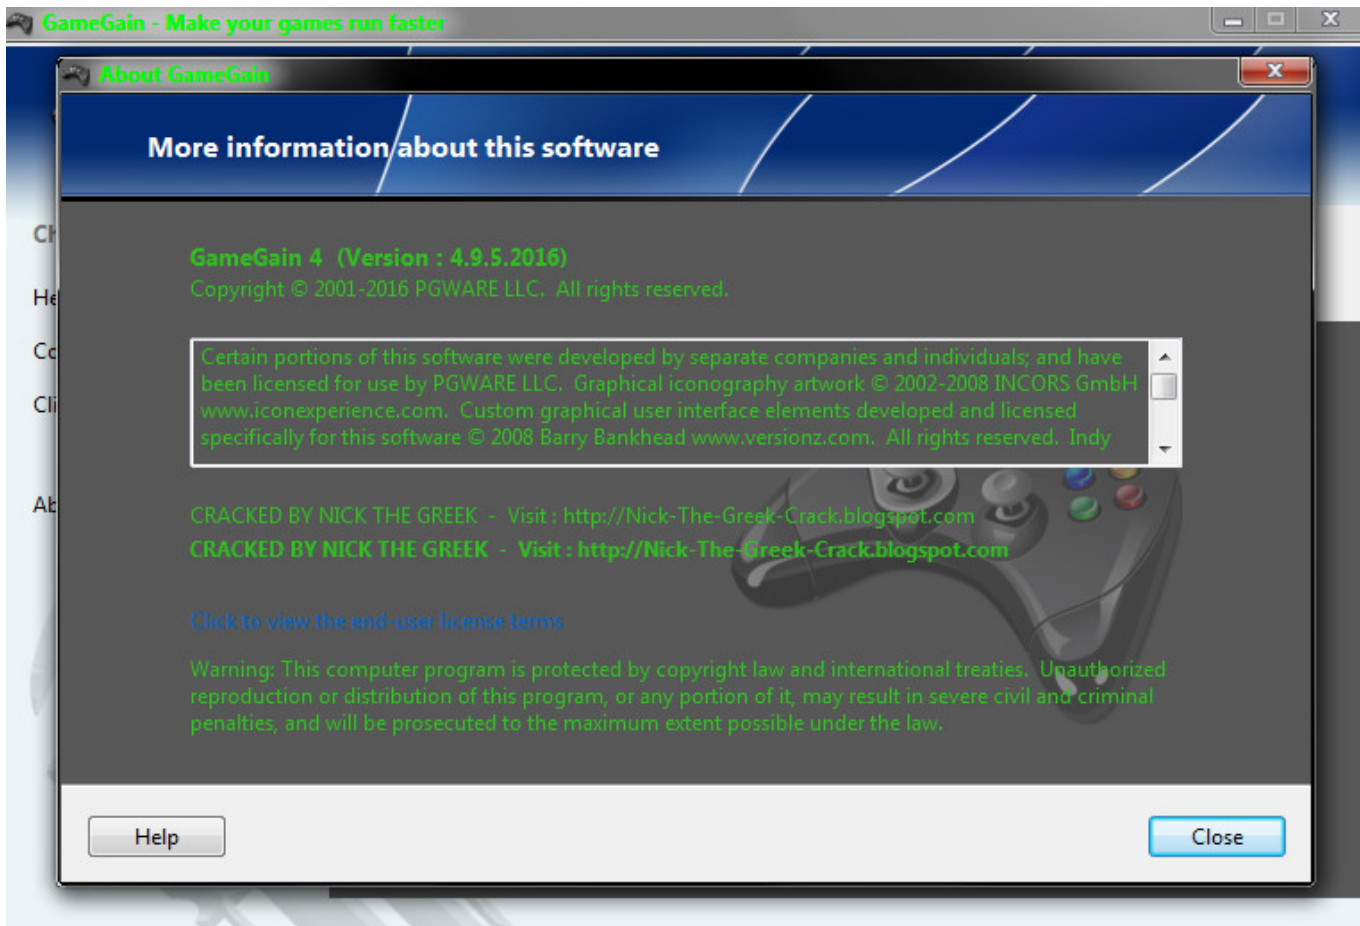 GameGain - Make your games run faster
About GameGain
More information about this software
Ch
GameGain 4 (Version : 4.9.5.2016)
Copyright © 2001-2016 PGWARE LLC. All rights reserved.
He
Co
Certain portions of this software were developed by separate companies and individuals; and have
been licensed for use by PGWARE LLC. Graphical iconography artwork © 2002-2008 INCORS GmbH
Cli
www.iconexperience.com. Custom graphical user interface elements developed and licensed
specifically for this software © 2008 Barry Bankhead www.versionz.com. All rights reserved. Indy
Ab
CRACKED BY NICK THE GREEK - Visit : http://Nick-The-Greek-Crack.blogspot.com
CRACKED BY NICK THE GREEK - Visit : http://Nick-The-Greek-Crack.blogspot.com
Click to view the end-user license terms
Warning: This computer program is protected by copyright law and international treaties. Unauthorized
reproduction or distribution of this program, or any portion of it, may result in severe civil and criminal
penalties, and will be prosecuted to the maximum extent possible under the law.
Help
Close